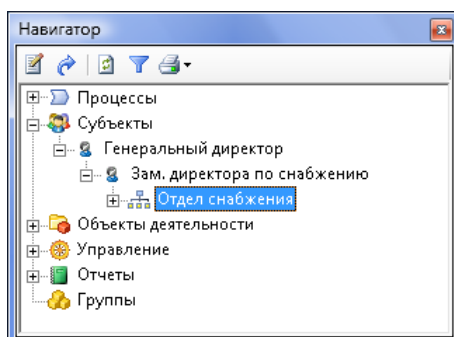 Навигатор
Процессы
Субъекты
Генеральный директор
Зам. директора по снабжению
Отдел снабжения
Объекты деятельности
Управление
Отчеты
Группы